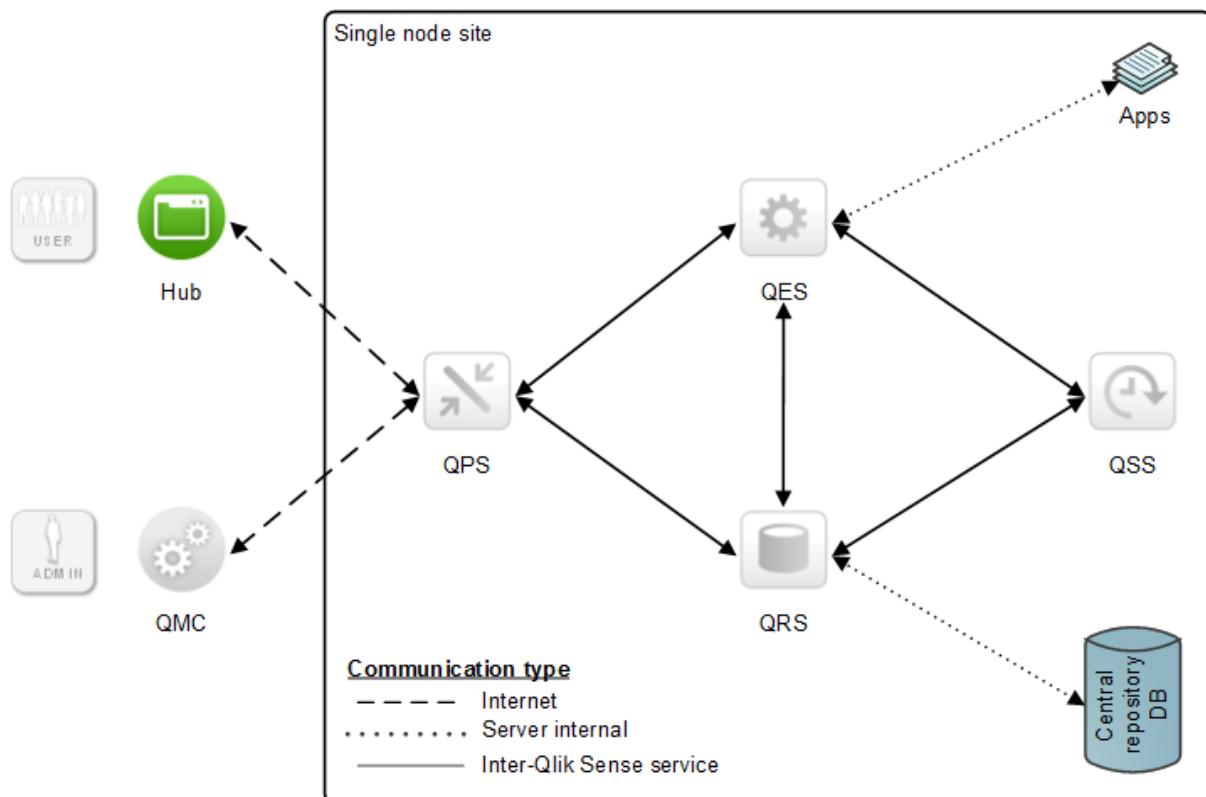 Single node site
Apps
USER
Hub
QES
QPS
QSS
ADMIN
QMC
QRS
Communication type
Internet
Server internal
Inter-Qlik Sense service
Central
repository
DB